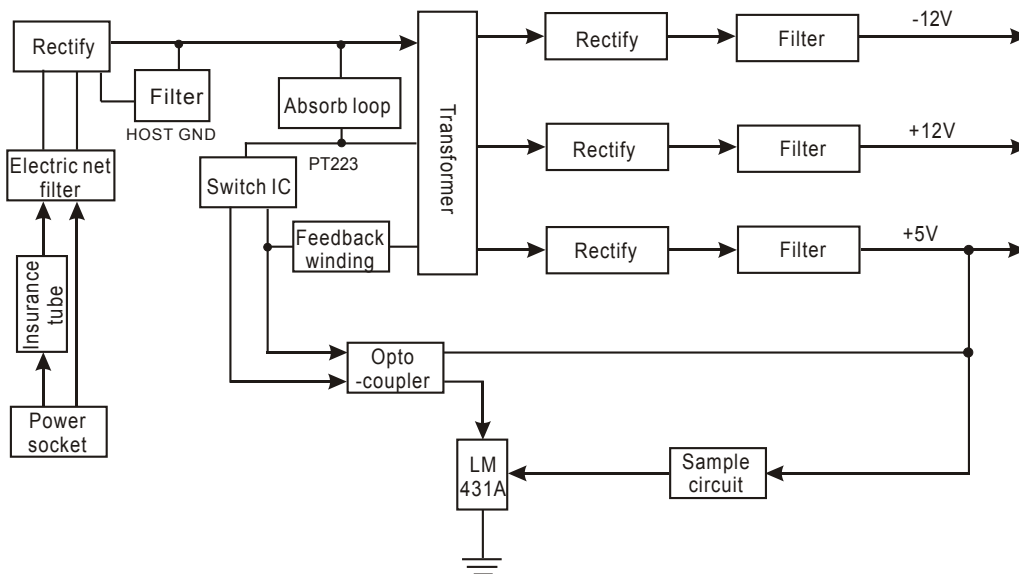 Rectify
Filter
HOST GND
Electric net
filter
Insurance
tube
Power
socket
Absorb loop
PT223
Switch IC
Feedback
winding
Transformer
Rectify
Filter
-12V
Rectify
Filter
+12V
Rectify
Filter
+5V
Opto
-coupler
LM
431A
Sample
circuit